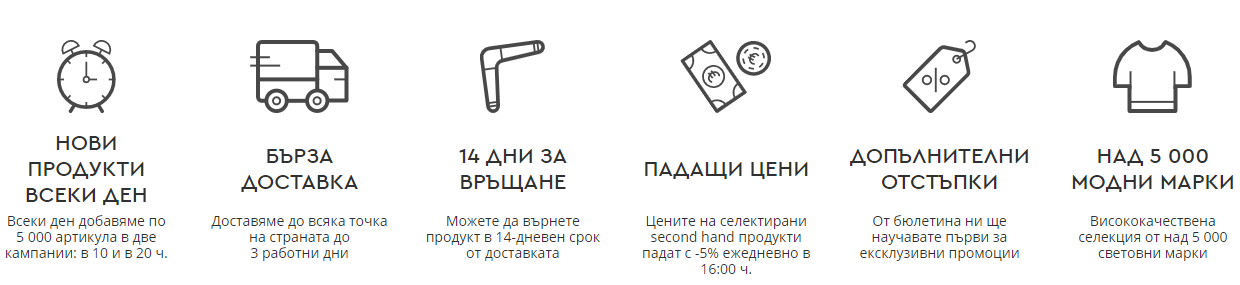 НОВИ
ПРОДУКТИ
ВСЕКИ ДЕН
Всеки ден добавяме по
5 000 артикула в две
кампании: в 10 и в 20 ч.
БЪРЗА
ДОСТАВКА
Доставяме до всяка точка
на страната до
3 работни дни
14 ДНИ ЗА
ВРЪЩАНЕ
Можете да върнете
продукт в 14-дневен срок
от доставката
ПАДАЩИ ЦЕНИ
Цените на селектирани
second hand продукти
падат с -5% ежедневно в
16:00 ч.
ДОПЪЛНИТЕЛНИ
ОТСТЪПКИ
От бюлетина ни ще
научавате първи за
ексклузивни промоции
НАД 5 000
МОДНИ МАРКИ
Висококачествена
селекция от над 5 000
световни марки